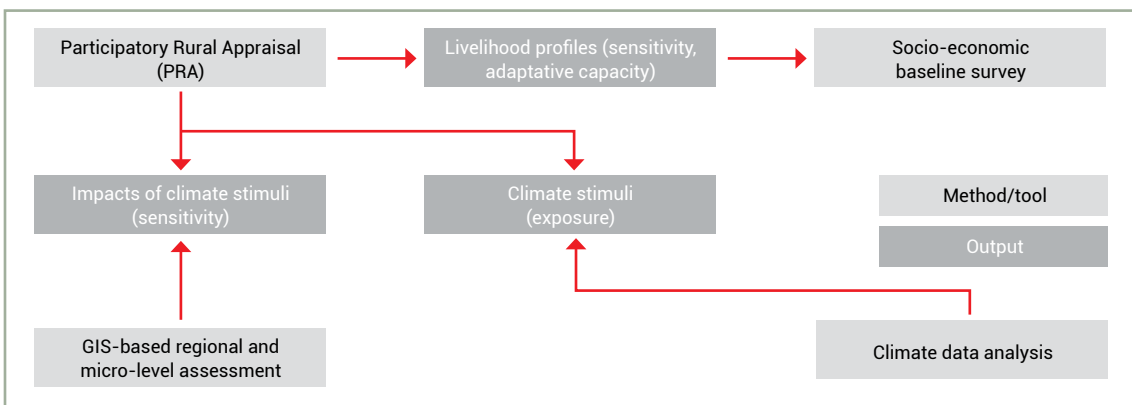 Participatory Rural Appraisal
(PRA)
Livelihood profiles (sensitivity,
adaptative capacity)
Socio-economic
baseline survey
Impacts of climate stimuli
(sensitivity)
Climate stimuli
(exposure)
Method/tool
Output
GIS-based regional and
micro-level assessment
Climate data analysis